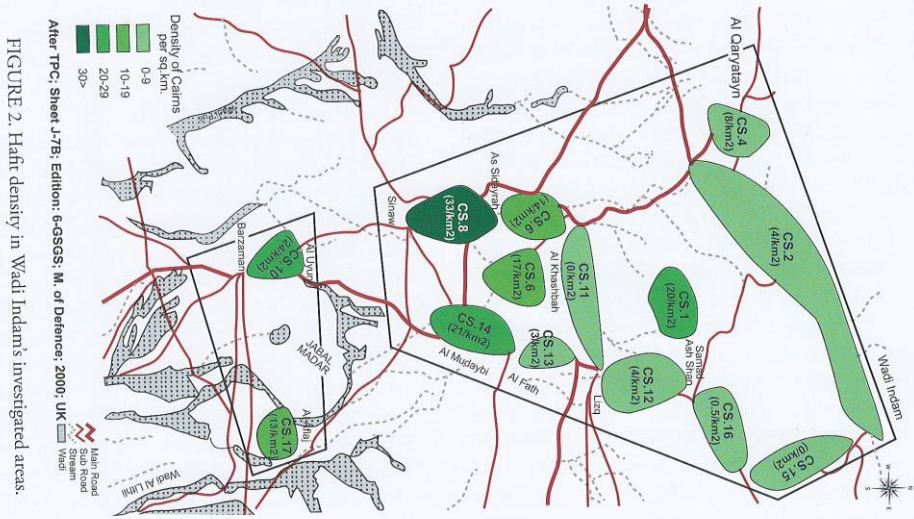 Wadi Indam
N
W
E
S
Al Qaryatayn
CS.4
(8/km2)
CS.2
(4/km2)
CS.15
(0/km2)
CS.16
(0.5/km2)
Samad
Ash Shan
CS.1
(20/km2)
CS.12
(4/km2)
Lizq
CS.11
(0/km2)
Al Khashbah
CS.13
(3/km2)
Al Fath
CS.6
(14/km2)
CS.6
(17/km2)
As Sidayrah
CS.8
(33/km2)
CS.14
(21/km2)
Al Mudaybi
Sinaw
Al Uyun
CS.10
(24/km2)
Barzaman
JABAL
MADAR
CS.17
(13/km2)
Wadi Al Lithli
Density of Cairns
per sq.km.
0-9
10-19
20-29
30>
Main Road
Sub Road
Stream
Wadi
After TPC; Sheet J-7B; Edition: 6-GSGS; M. of Defence; 2000; UK
FIGURE 2. Hafit density in Wadi Indam's investigated areas.